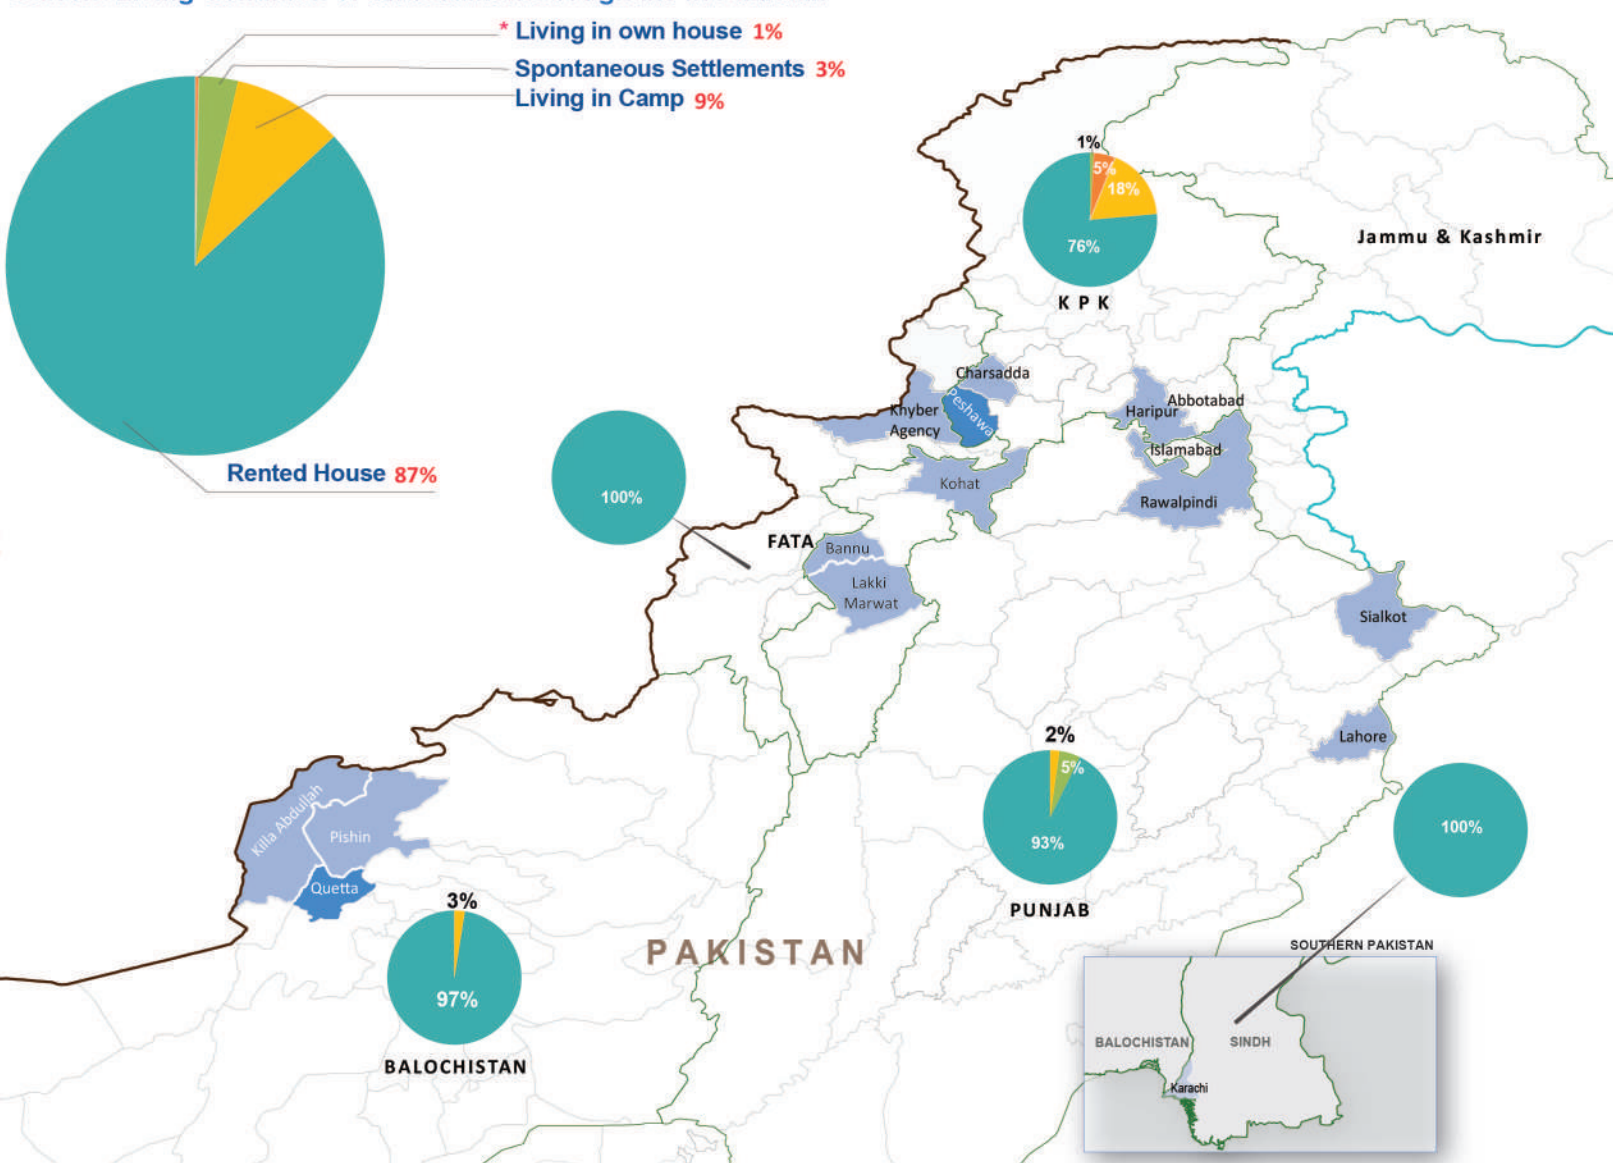 * Living in own house 1%
Spontaneous Settlements 3%
Living in Camp 9%
Rented House 87%
1%
5%
18%
76%
K P K
Jammu & Kashmir
Charsadda
Khyber
Agency
Peshawa
Haripur
Abbotabad
Islamabad
Rawalpindi
Kohat
100%
FATA
Bannu
Lakki
Marwat
Sialkot
Lahore
2%
5%
93%
PUNJAB
100%
Killa Abdullah
Pishin
Quetta
3%
97%
BALOCHISTAN
PAKISTAN
SOUTHERN PAKISTAN
BALOCHISTAN
SINDH
Karachi